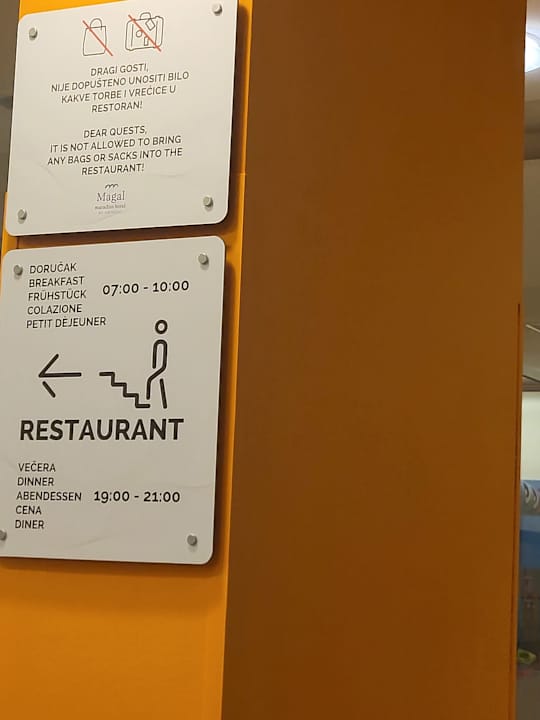 DRAGI GOSTI,
NIJE DOPUŠTENO UNOSITI BILO
KAKVE TORBE I VREĆICE U
RESTORAN!
DEAR QUESTS,
IT IS NOT ALLOWED TO BRING
ANY BAGS OR SACKS INTO THE
RESTAURANT!
Magal
DORUČAK
BREAKFAST
FRÜHSTÜCK
COLAZIONE
PETIT DÉJEUNER
07:00 - 10:00
RESTAURANT
VEČERA
DINNER
ABENDESSEN
CENA
DINER
19:00 - 21:00